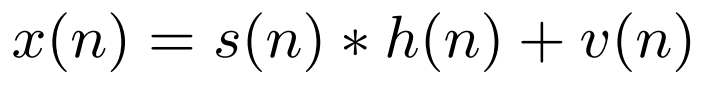 x(n) = s(n) * h(n) + v(n)